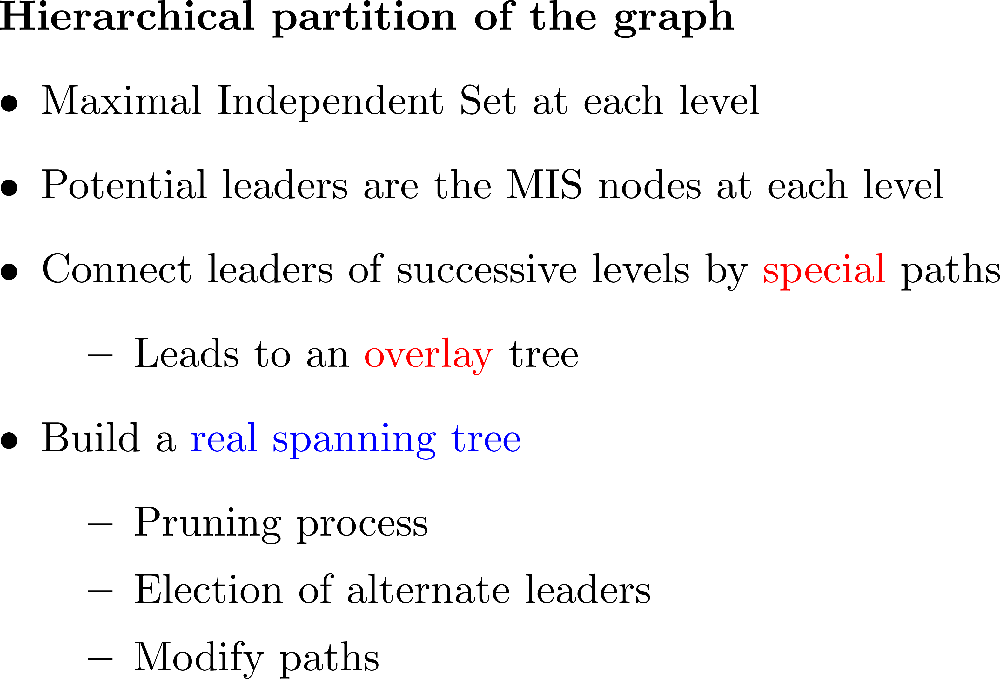 Hierarchical partition of the graph
• Maximal Independent Set at each level
• Potential leaders are the MIS nodes at each level
• Connect leaders of successive levels by special paths
— Leads to an overlay tree
• Build a real spanning tree
— Pruning process
— Election of alternate leaders
— Modify paths